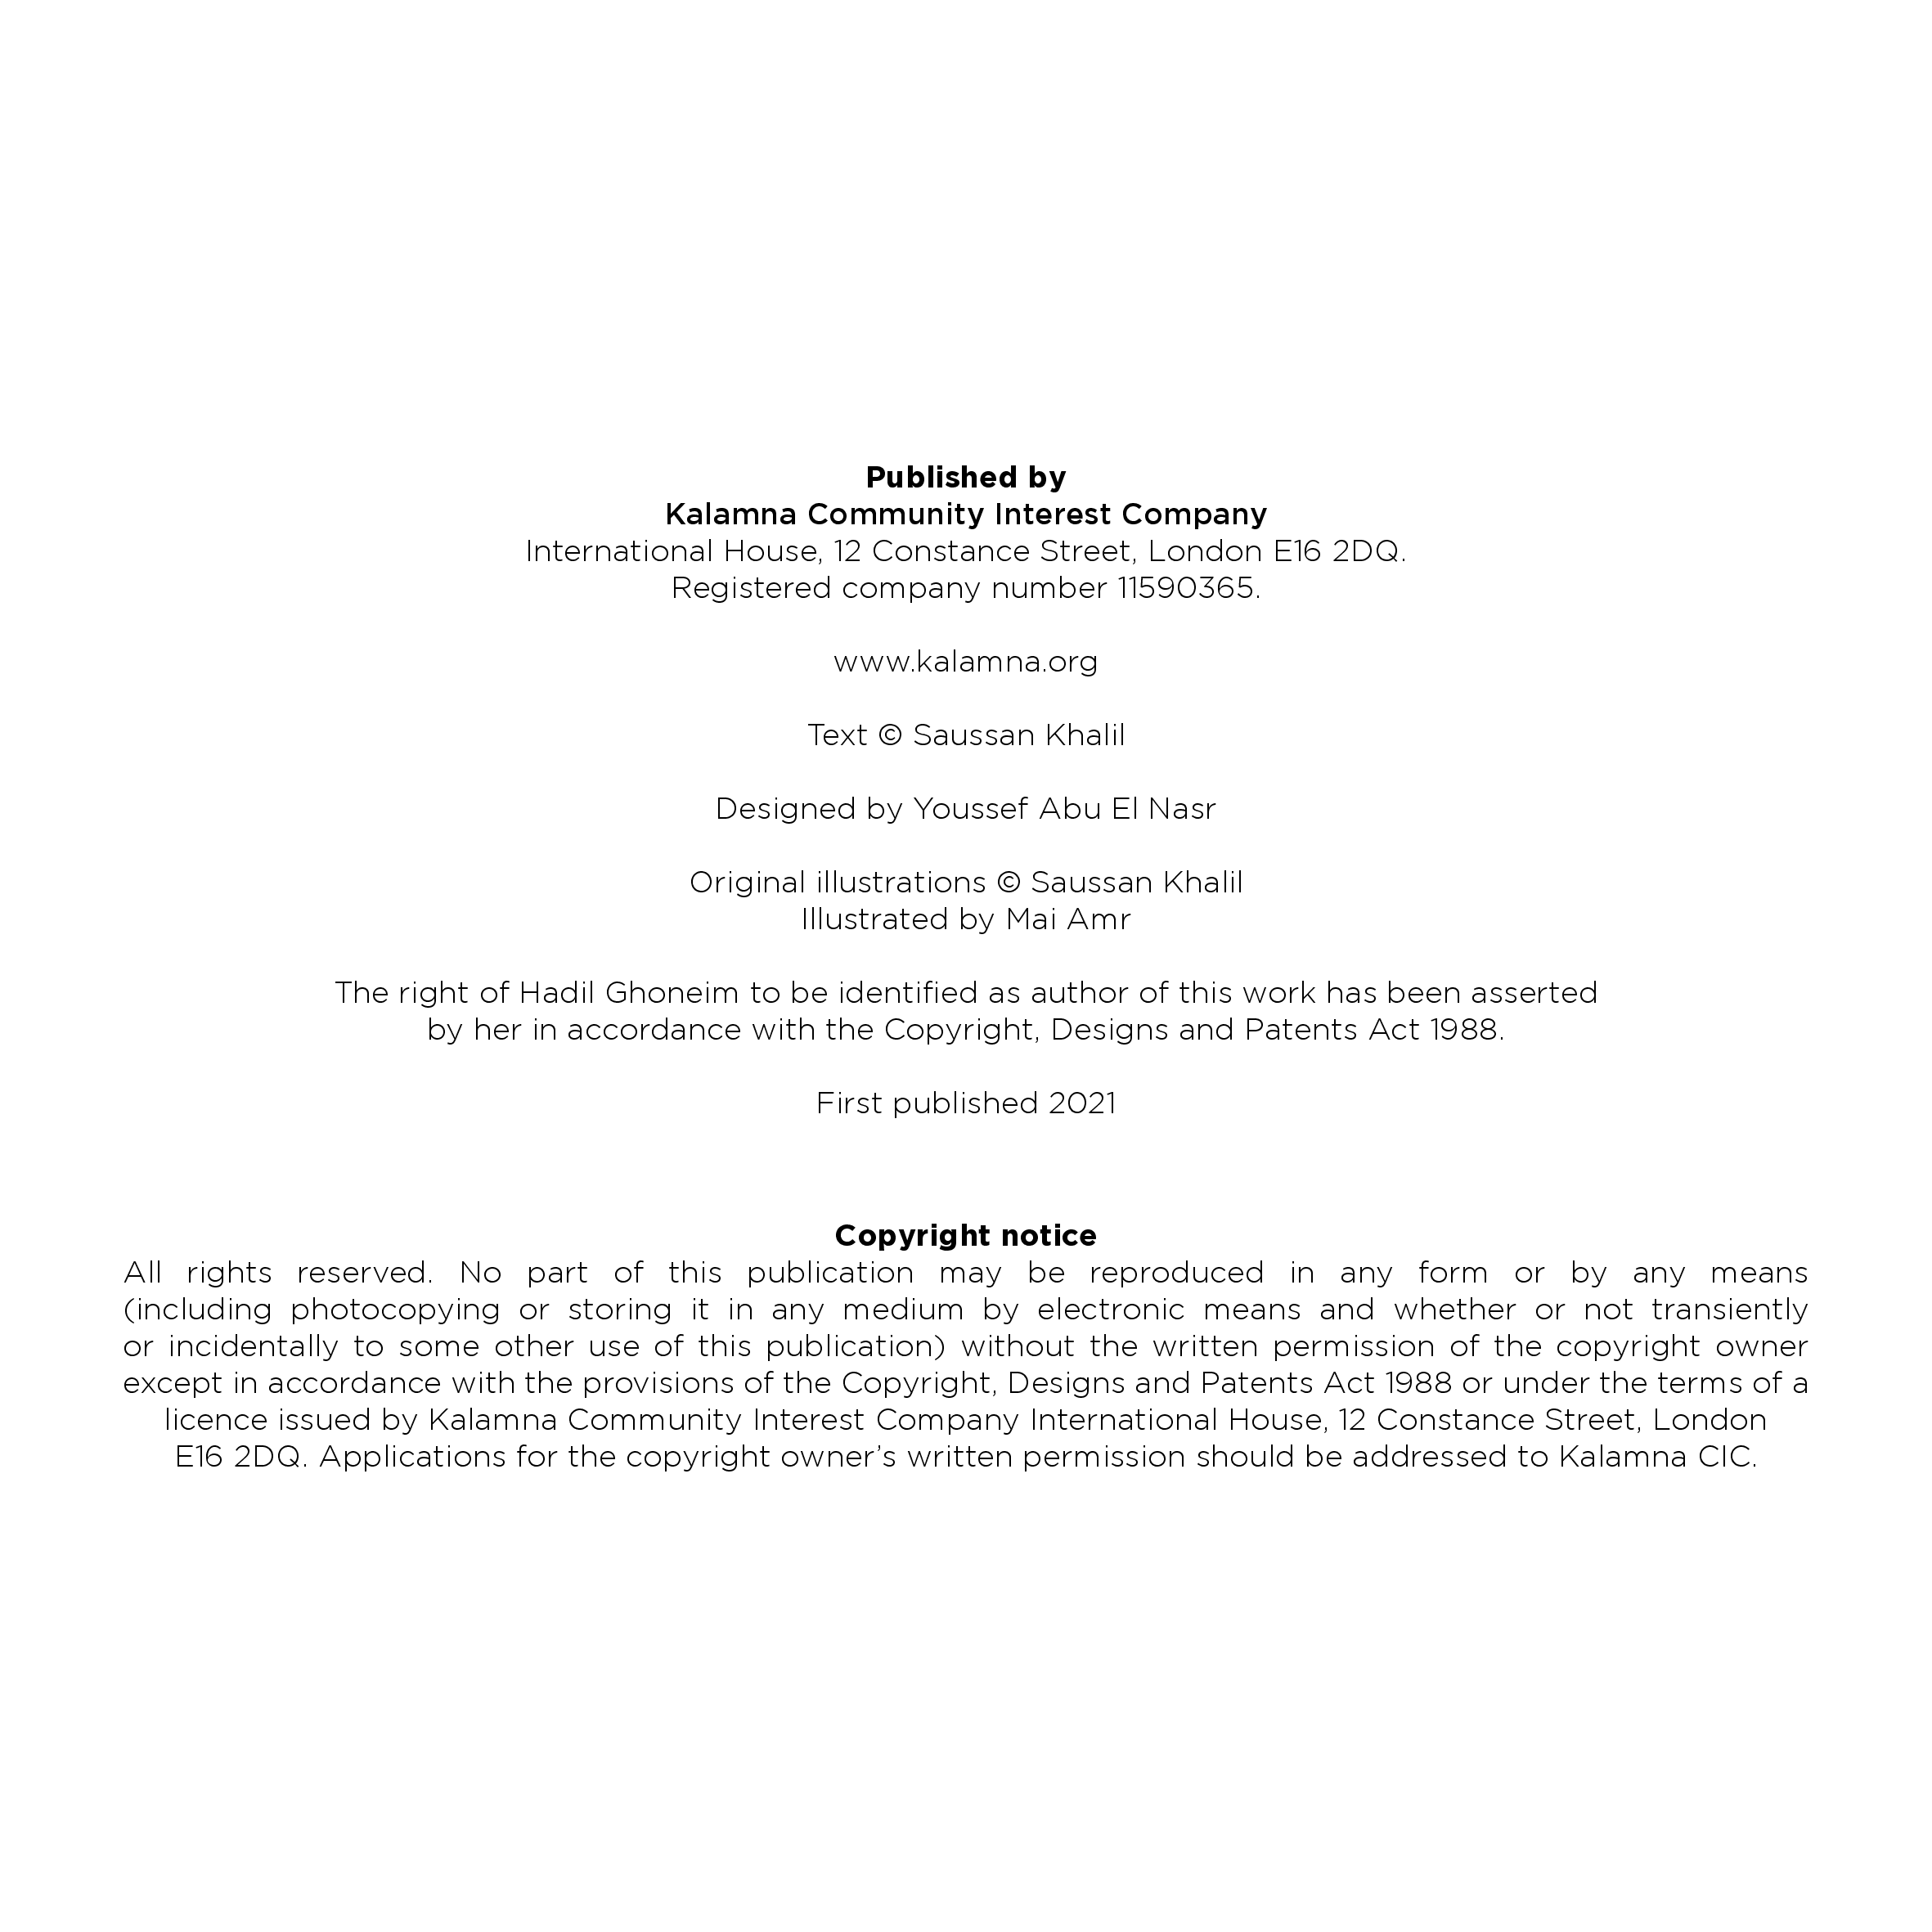 Published by
Kalamna Community Interest Company
International House, 12 Constance Street, London E16 2DQ.
Registered company number 11590365.
www.kalamna.org
Text © Saussan Khalil
Designed by Youssef Abu El Nasr
Original illustrations © Saussan Khalil
Illustrated by Mai Amr
The right of Hadil Ghoneim to be identified as author of this work has been asserted
by her in accordance with the Copyright, Designs and Patents Act 1988.
First published 2021
Copyright notice
All rights reserved. No part of this publication may be reproduced in any form or by any means
(including photocopying or storing it in any medium by electronic means and whether or not transiently
or incidentally to some other use of this publication) without the written permission of the copyright owner
except in accordance with the provisions of the Copyright, Designs and Patents Act 1988 or under the terms of a
licence issued by Kalamna Community Interest Company International House, 12 Constance Street, London
E16 2DQ. Applications for the copyright owner’s written permission should be addressed to Kalamna CIC.